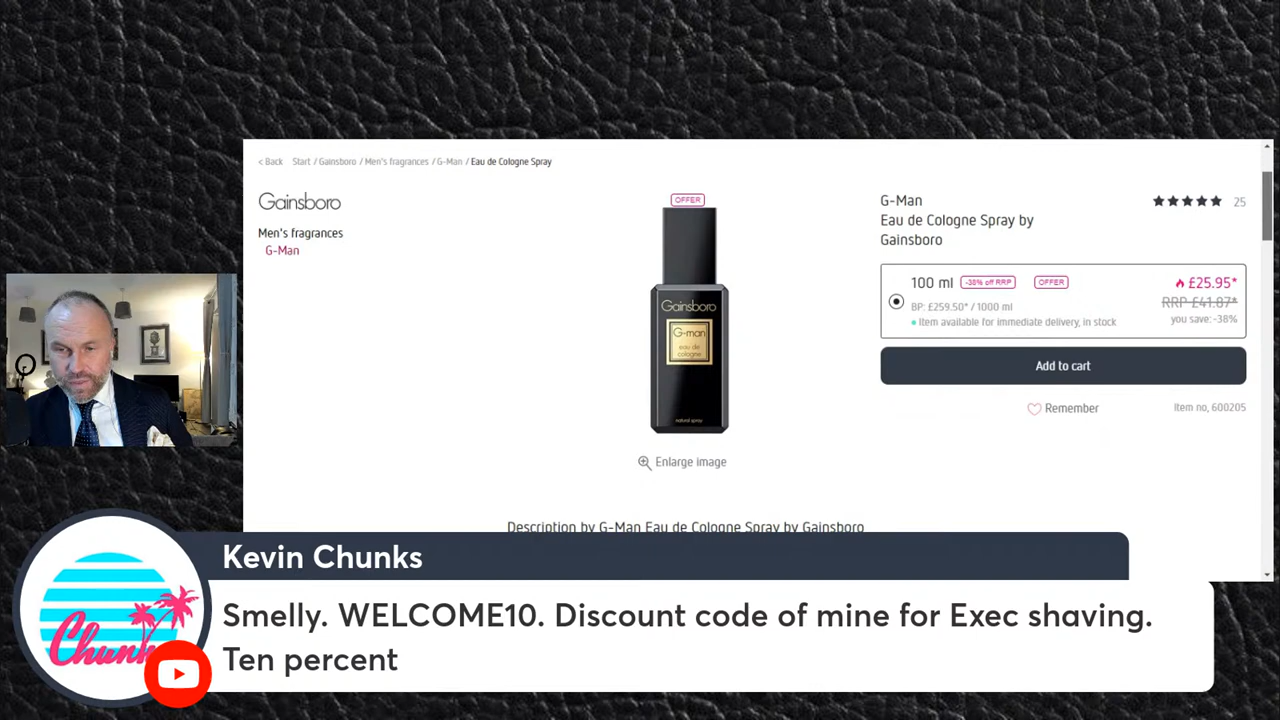 < Back Start / Gainsboro / Men's fragrances / G-Man / Eau de Cologne Spray
Gainsboro
Men's fragrances
G-Man
OFFER
Gainsboro
G-man
eau de
cologne
natural spray
Enlarge image
G-Man
Eau de Cologne Spray by
Gainsboro
25
100 ml -38% off RRP OFFER £25.95*
BP: £259.50* / 1000 ml RRP £41.87*
Item available for immediate delivery, in stock you save: -38%
Add to cart
Remember Item no, 600205
Description by G-Man Eau de Cologne Spray by Gainsboro
Kevin Chunks
Smelly. WELCOME10. Discount code of mine for Exec shaving.
Ten percent